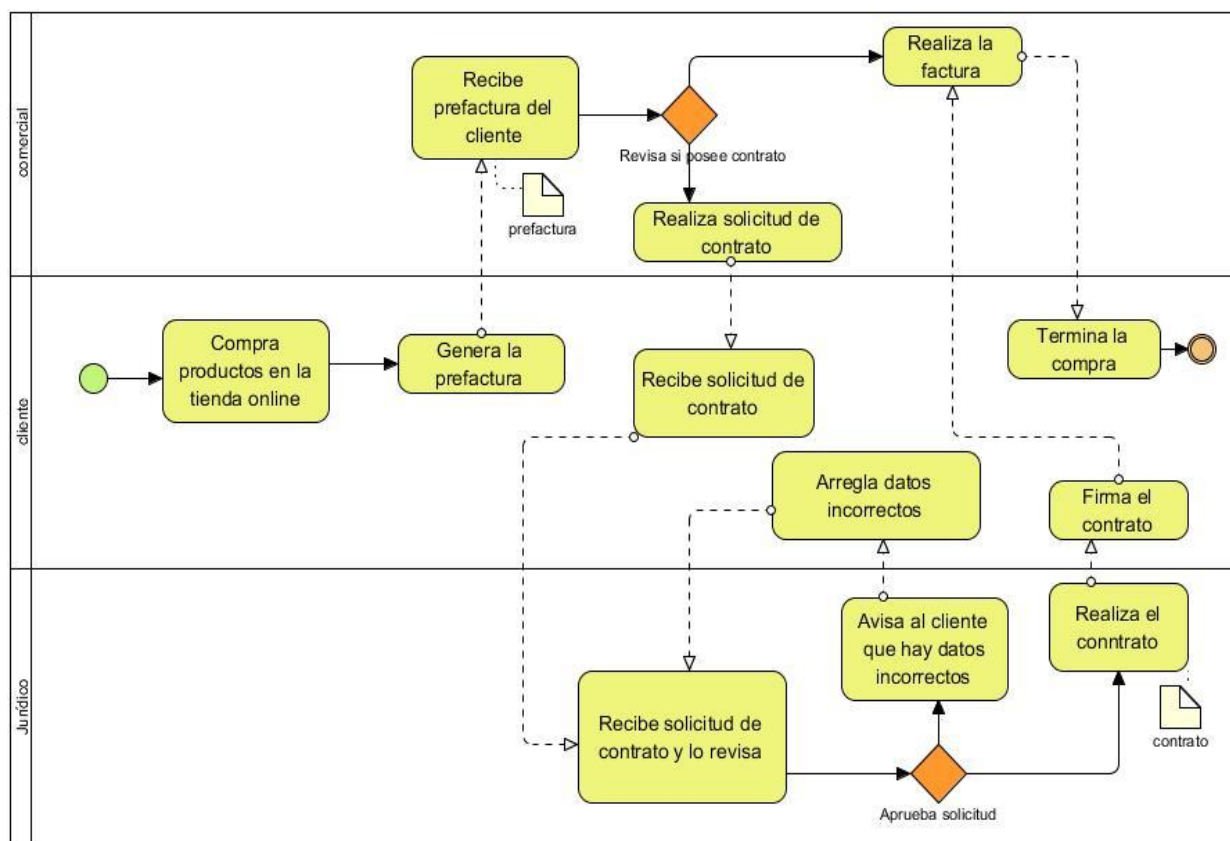 comercial
Recibe
prefactura del
cliente
prefactura
Revisa si posee contrato
Realiza la
factura
Realiza solicitud de
contrato
cliente
Compra
productos en la
tienda online
Genera la
prefactura
Recibe solicitud de
contrato
Termina la
compra
Arregla datos
incorrectos
Firma el
contrato
Jurídico
Recibe solicitud de
contrato y lo revisa
Avisa al cliente
que hay datos
incorrectos
Aprueba solicitud
Realiza el
conntrato
contrato